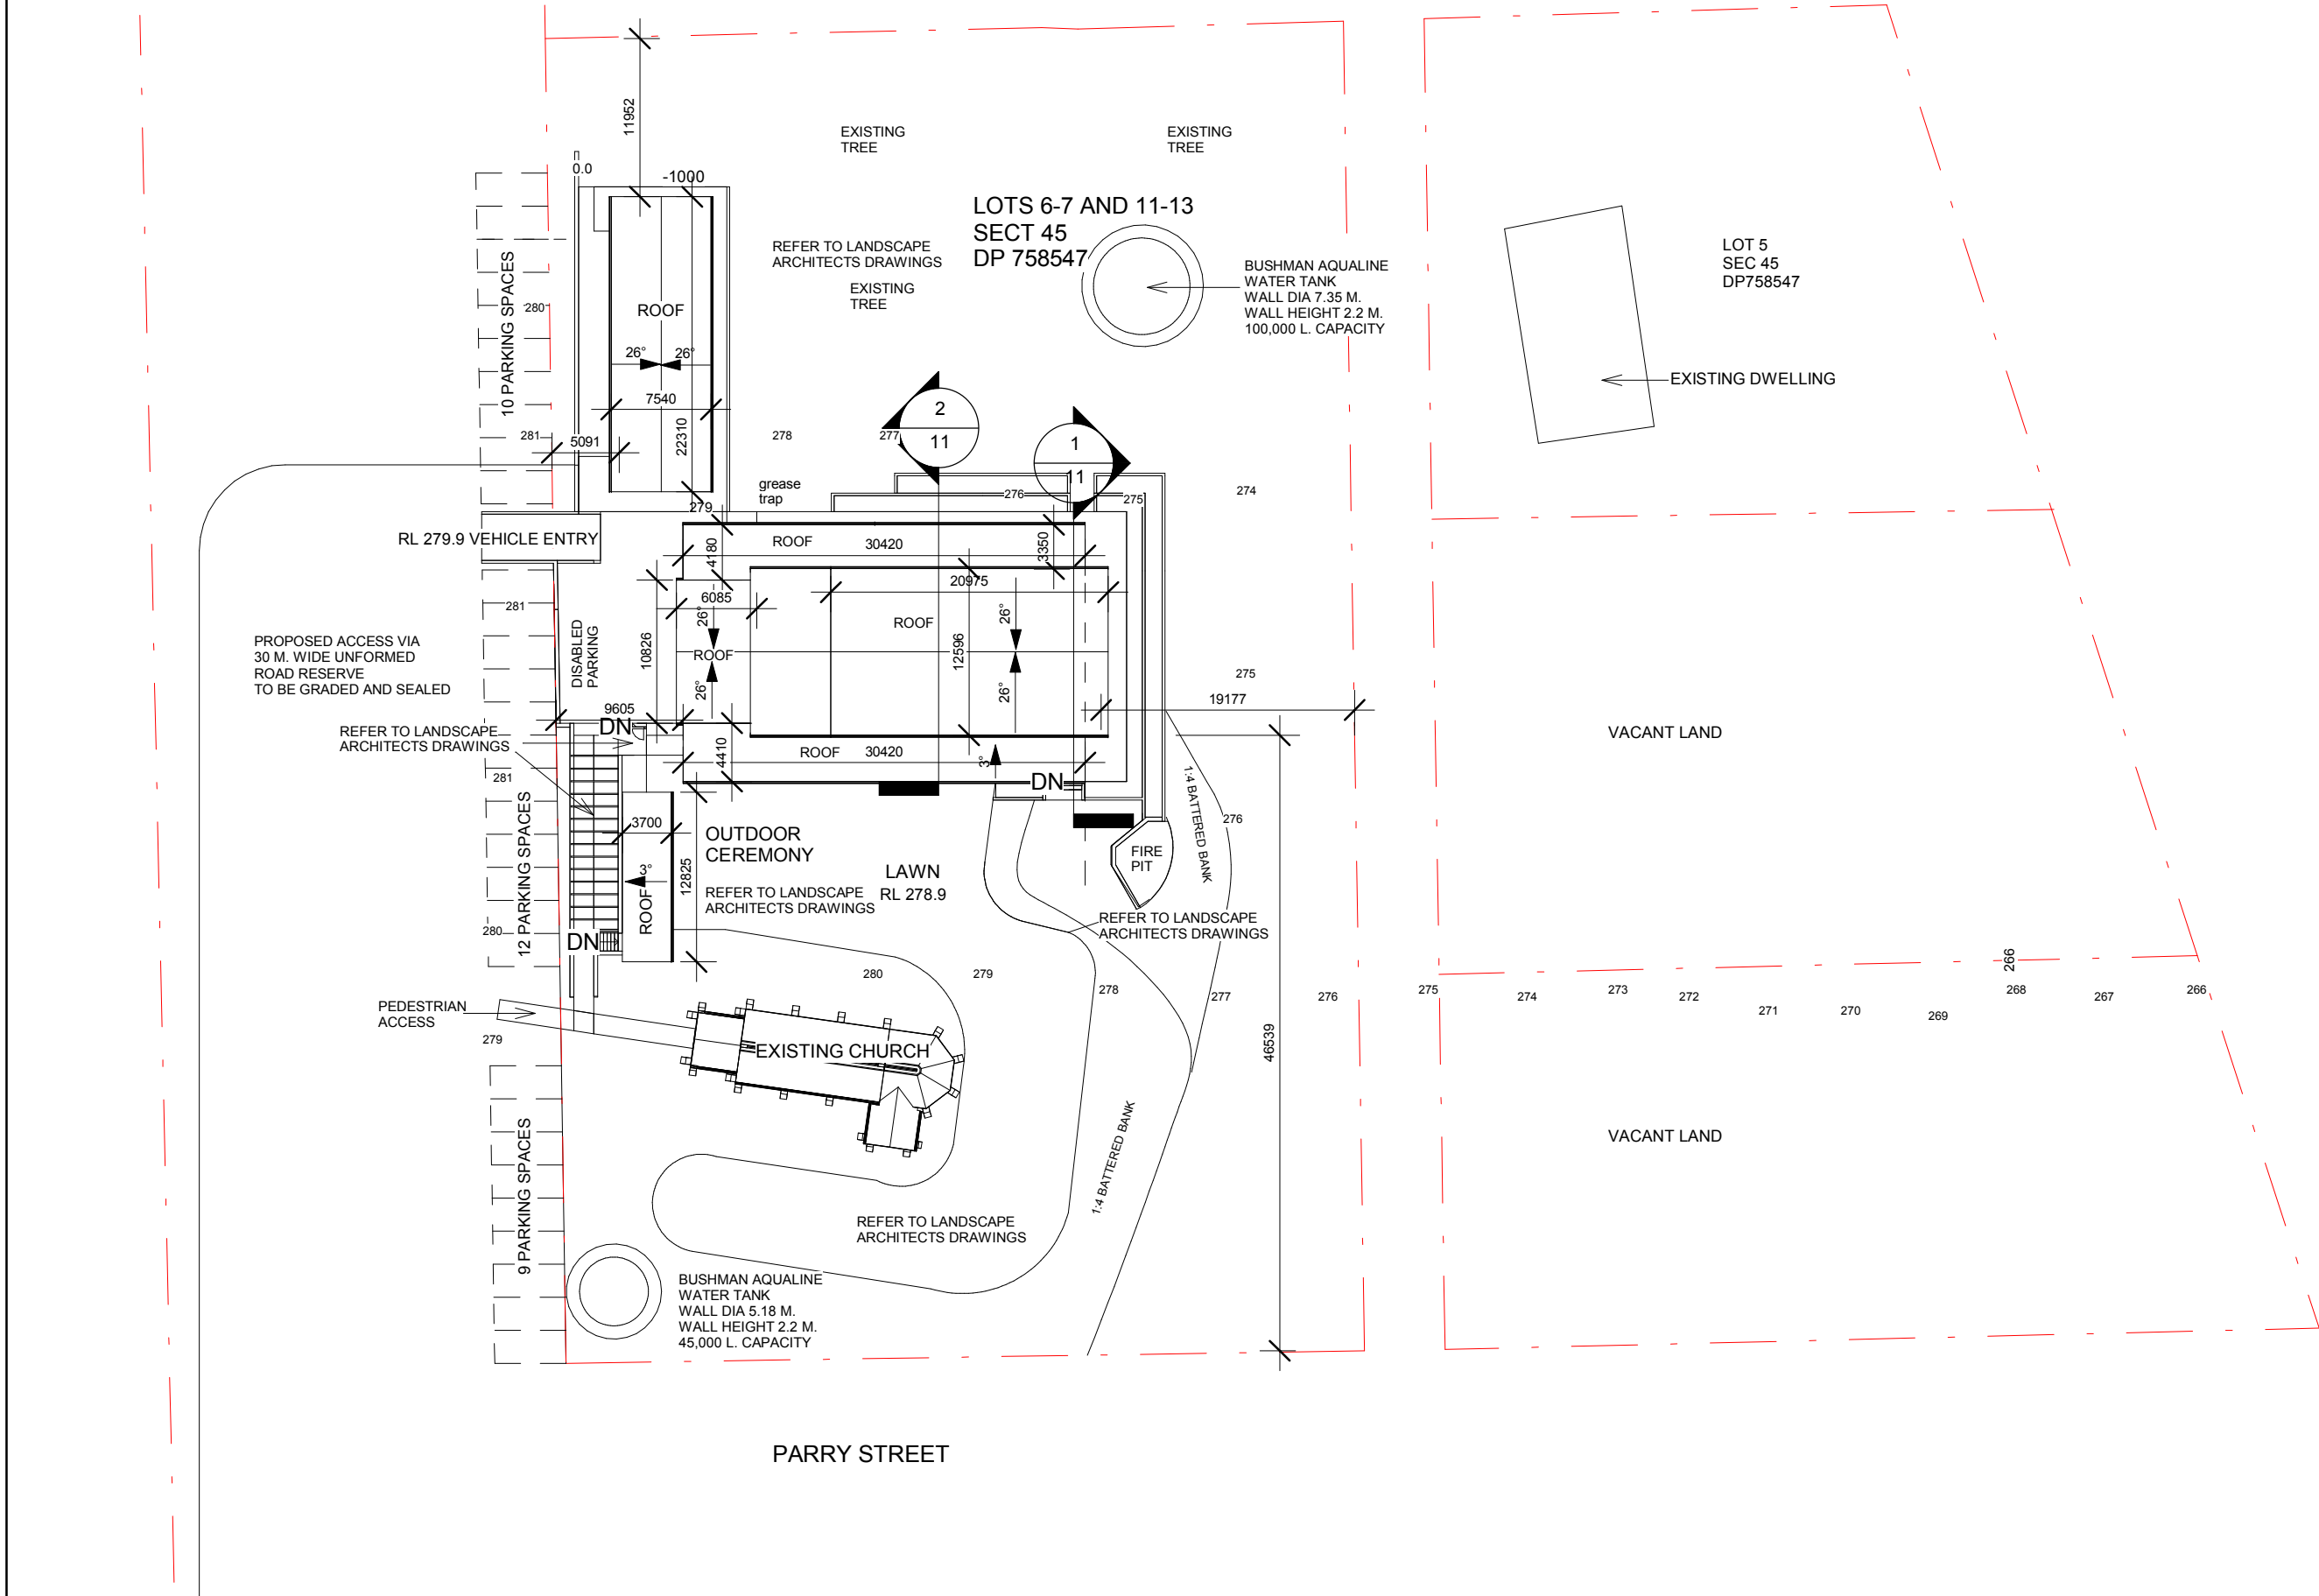 11952
EXISTING
TREE
EXISTING
TREE
0.0
-1000
LOTS 6-7 AND 11-13
SECT 45
DP 758547
REFER TO LANDSCAPE
ARCHITECTS DRAWINGS
EXISTING
TREE
BUSHMAN AQUALINE
WATER TANK
WALL DIA 7.35 M.
WALL HEIGHT 2.2 M.
100,000 L. CAPACITY
LOT 5
SEC 45
DP758547
EXISTING DWELLING
10 PARKING SPACES
280
ROOF
26°
26°
7540
22310
281
5091
278
277
2
11
1
11
grease
trap
279
276
275
274
RL 279.9 VEHICLE ENTRY
4180
ROOF
30420
3350
20975
6085
26°
26°
281
ROOF
DISABLED
PARKING
10826
ROOF
12596
PROPOSED ACCESS VIA
30 M. WIDE UNFORMED
ROAD RESERVE
TO BE GRADED AND SEALED
26°
26°
275
19177
9605
DN
REFER TO LANDSCAPE
ARCHITECTS DRAWINGS
4410
ROOF
30420
3°
DN
VACANT LAND
281
1:4 BATTERED BANK
276
12 PARKING SPACES
3700
3°
ROOF
12825
OUTDOOR
CEREMONY
REFER TO LANDSCAPE
ARCHITECTS DRAWINGS
LAWN
RL 278.9
FIRE
PIT
REFER TO LANDSCAPE
ARCHITECTS DRAWINGS
280
DN
280
279
278
277
276
275
274
273
272
271
270
269
268
266
267
266
PEDESTRIAN
ACCESS
279
EXISTING CHURCH
46539
1:4 BATTERED BANK
VACANT LAND
9 PARKING SPACES
REFER TO LANDSCAPE
ARCHITECTS DRAWINGS
BUSHMAN AQUALINE
WATER TANK
WALL DIA 5.18 M.
WALL HEIGHT 2.2 M.
45,000 L. CAPACITY
PARRY STREET